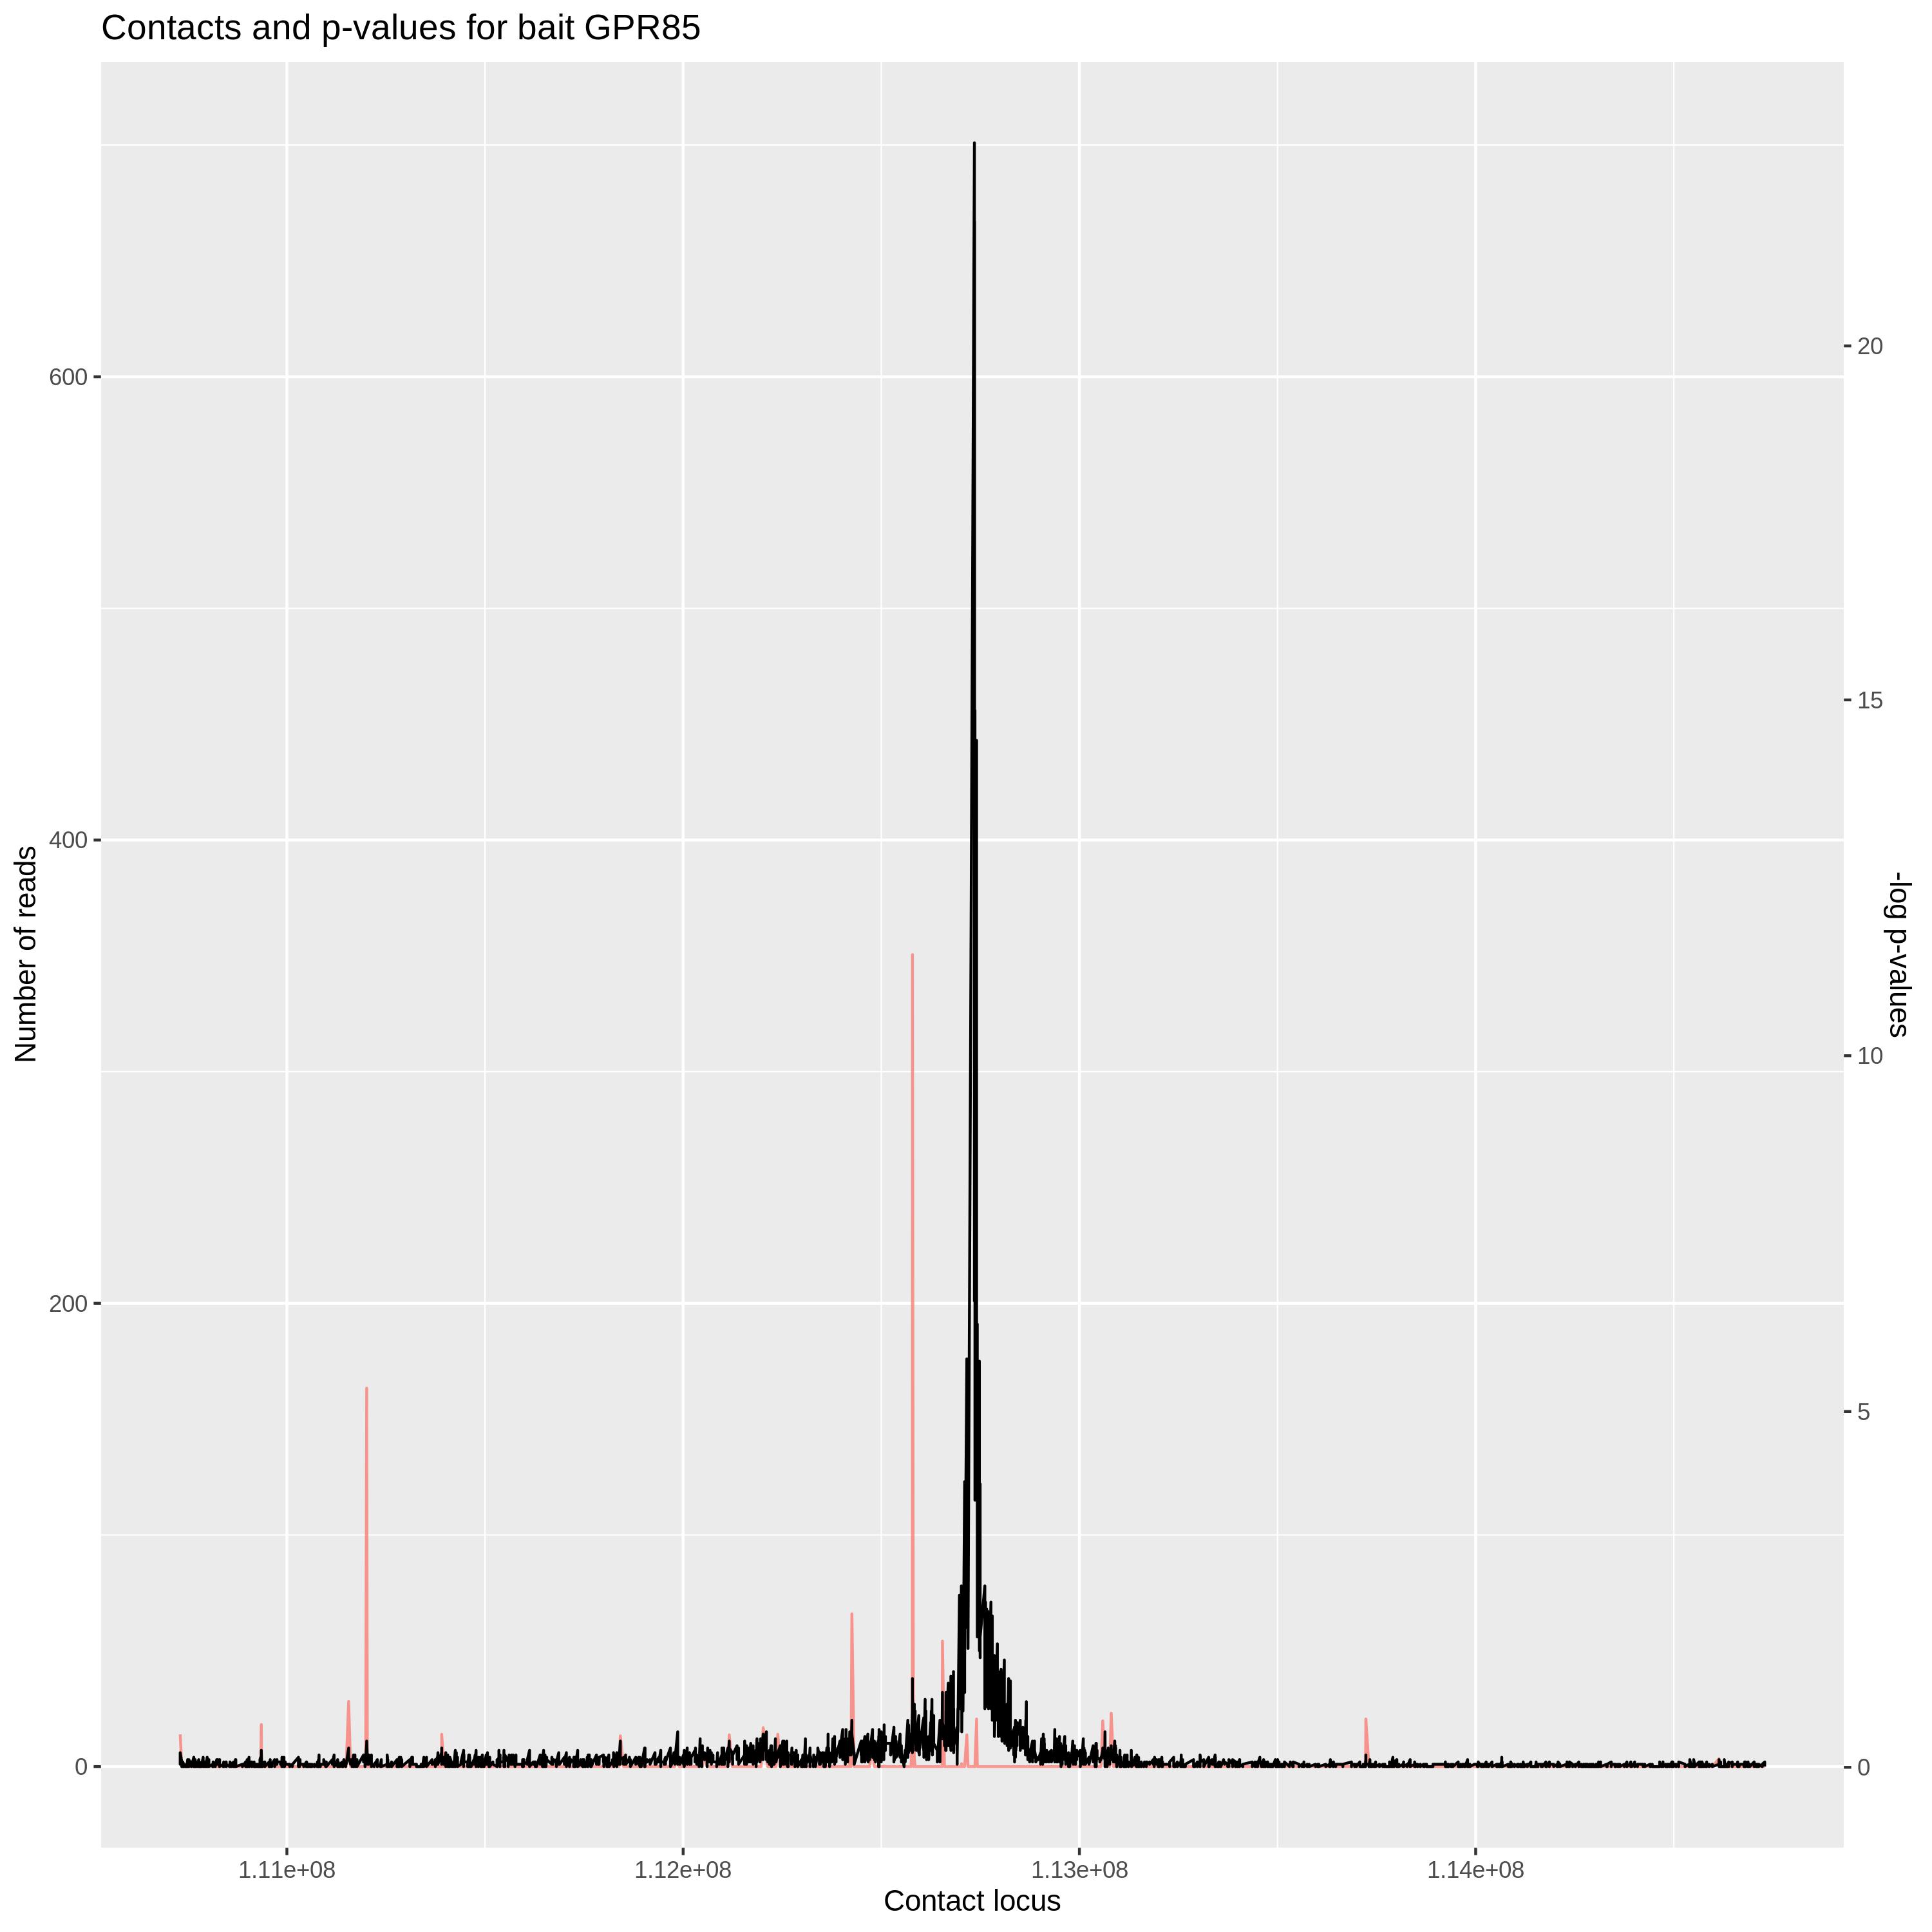 Contacts and p-values for bait GPR85
Number of reads
600
400
200
0
-log p-values
20
15
10
5
0
1.11e+08
1.12e+08
1.13e+08
1.14e+08
Contact locus